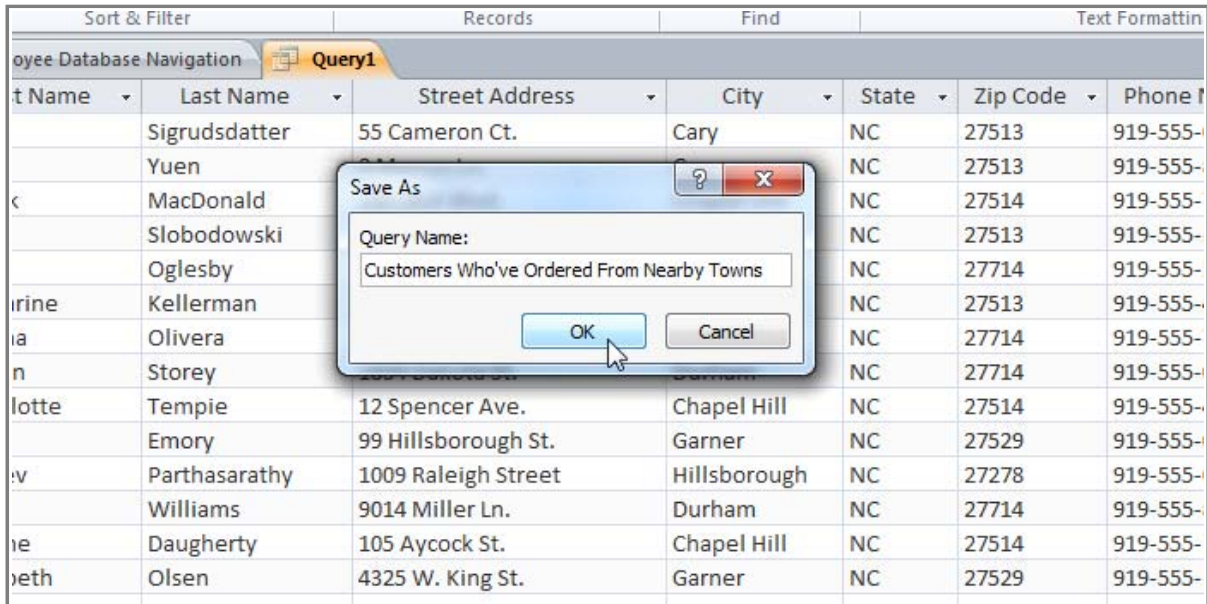 Sort & Filter Records Find Text Formattin
oyee Database Navigation Query1
t Name Last Name Street Address City State Zip Code Phone
Sigrudsdatter 55 Cameron Ct. Cary NC 27513 919-555-
Yuen NC 27513 919-555-
MacDonald NC 27514 919-555-
Slobodowski NC 27513 919-555-
Oglesby NC 27714 919-555-
rine Kellerman NC 27513 919-555-
a Olivera NC 27714 919-555-
n Storey NC 27714 919-555-
lotte Tempie 12 Spencer Ave. Chapel Hill NC 27514 919-555-
Emory 99 Hillsborough St. Garner NC 27529 919-555-
ev Parthasarathy 1009 Raleigh Street Hillsborough NC 27278 919-555-
Williams 9014 Miller Ln. Durham NC 27714 919-555-
ne Daugherty 105 Aycock St. Chapel Hill NC 27514 919-555-
beth Olsen 4325 W. King St. Garner NC 27529 919-555-
Save As
Query Name:
Customers Who've Ordered From Nearby Towns
OK Cancel